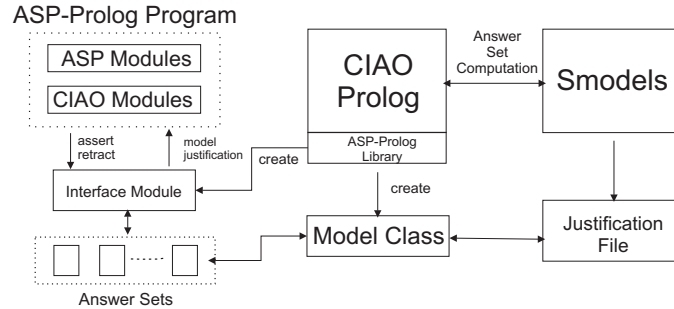 ASP-Prolog Program
ASP Modules
CIAO Modules
assert
retract
model
justification
Interface Module
Answer Sets
create
CIAO
Prolog
ASP-Prolog
Library
create
Model Class
Answer
Set
Computation
Smodels
Justification
File